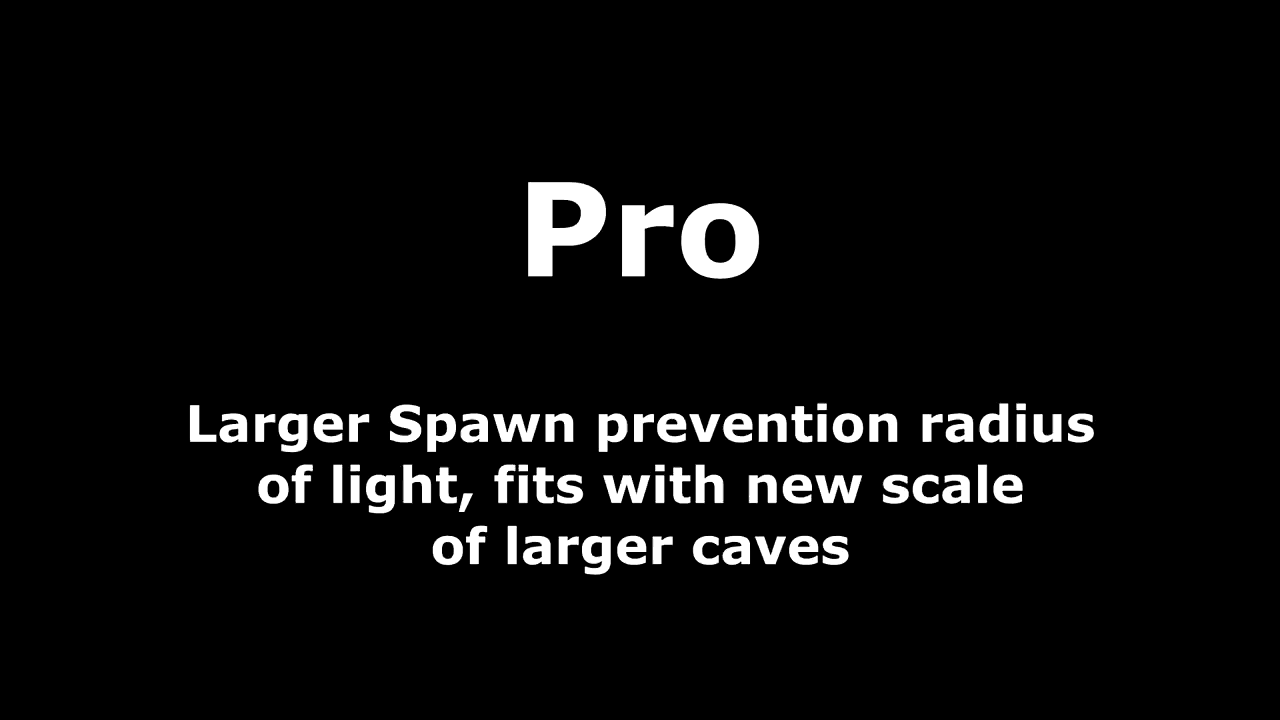 Pro
Larger Spawn prevention radius
of light, fits with new scale
of larger caves